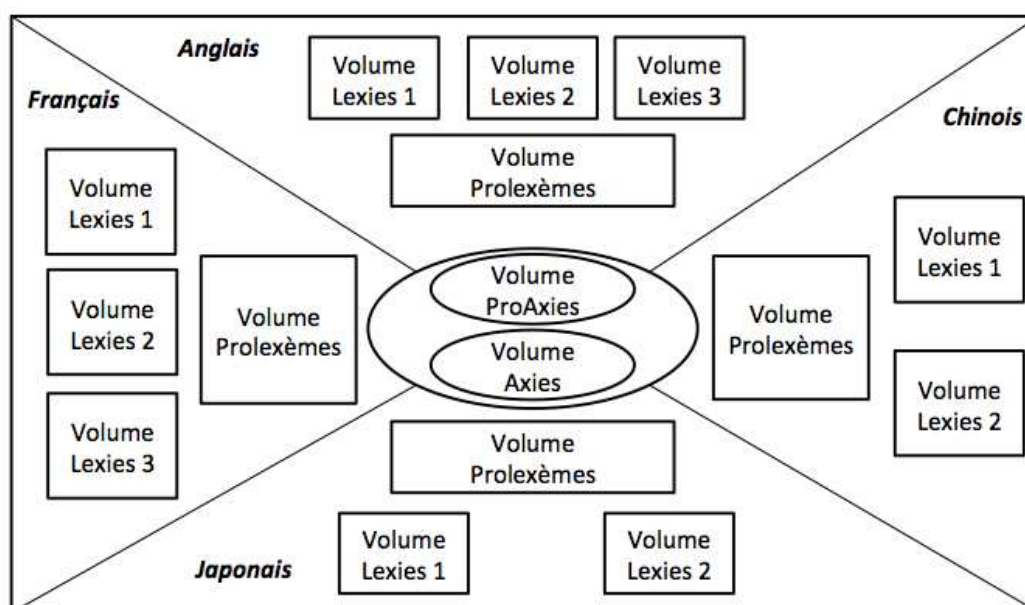 Anglais
Volume
Lexies 1
Volume
Lexies 2
Volume
Lexies 3
Volume
Prolexèmes
Français
Volume
Lexies 1
Volume
Lexies 2
Volume
Lexies 3
Volume
Prolexèmes
Volume
ProAxies
Volume
Axies
Chinois
Volume
Prolexèmes
Volume
Lexies 1
Volume
Lexies 2
Volume
Prolexèmes
Japonais
Volume
Lexies 1
Volume
Lexies 2